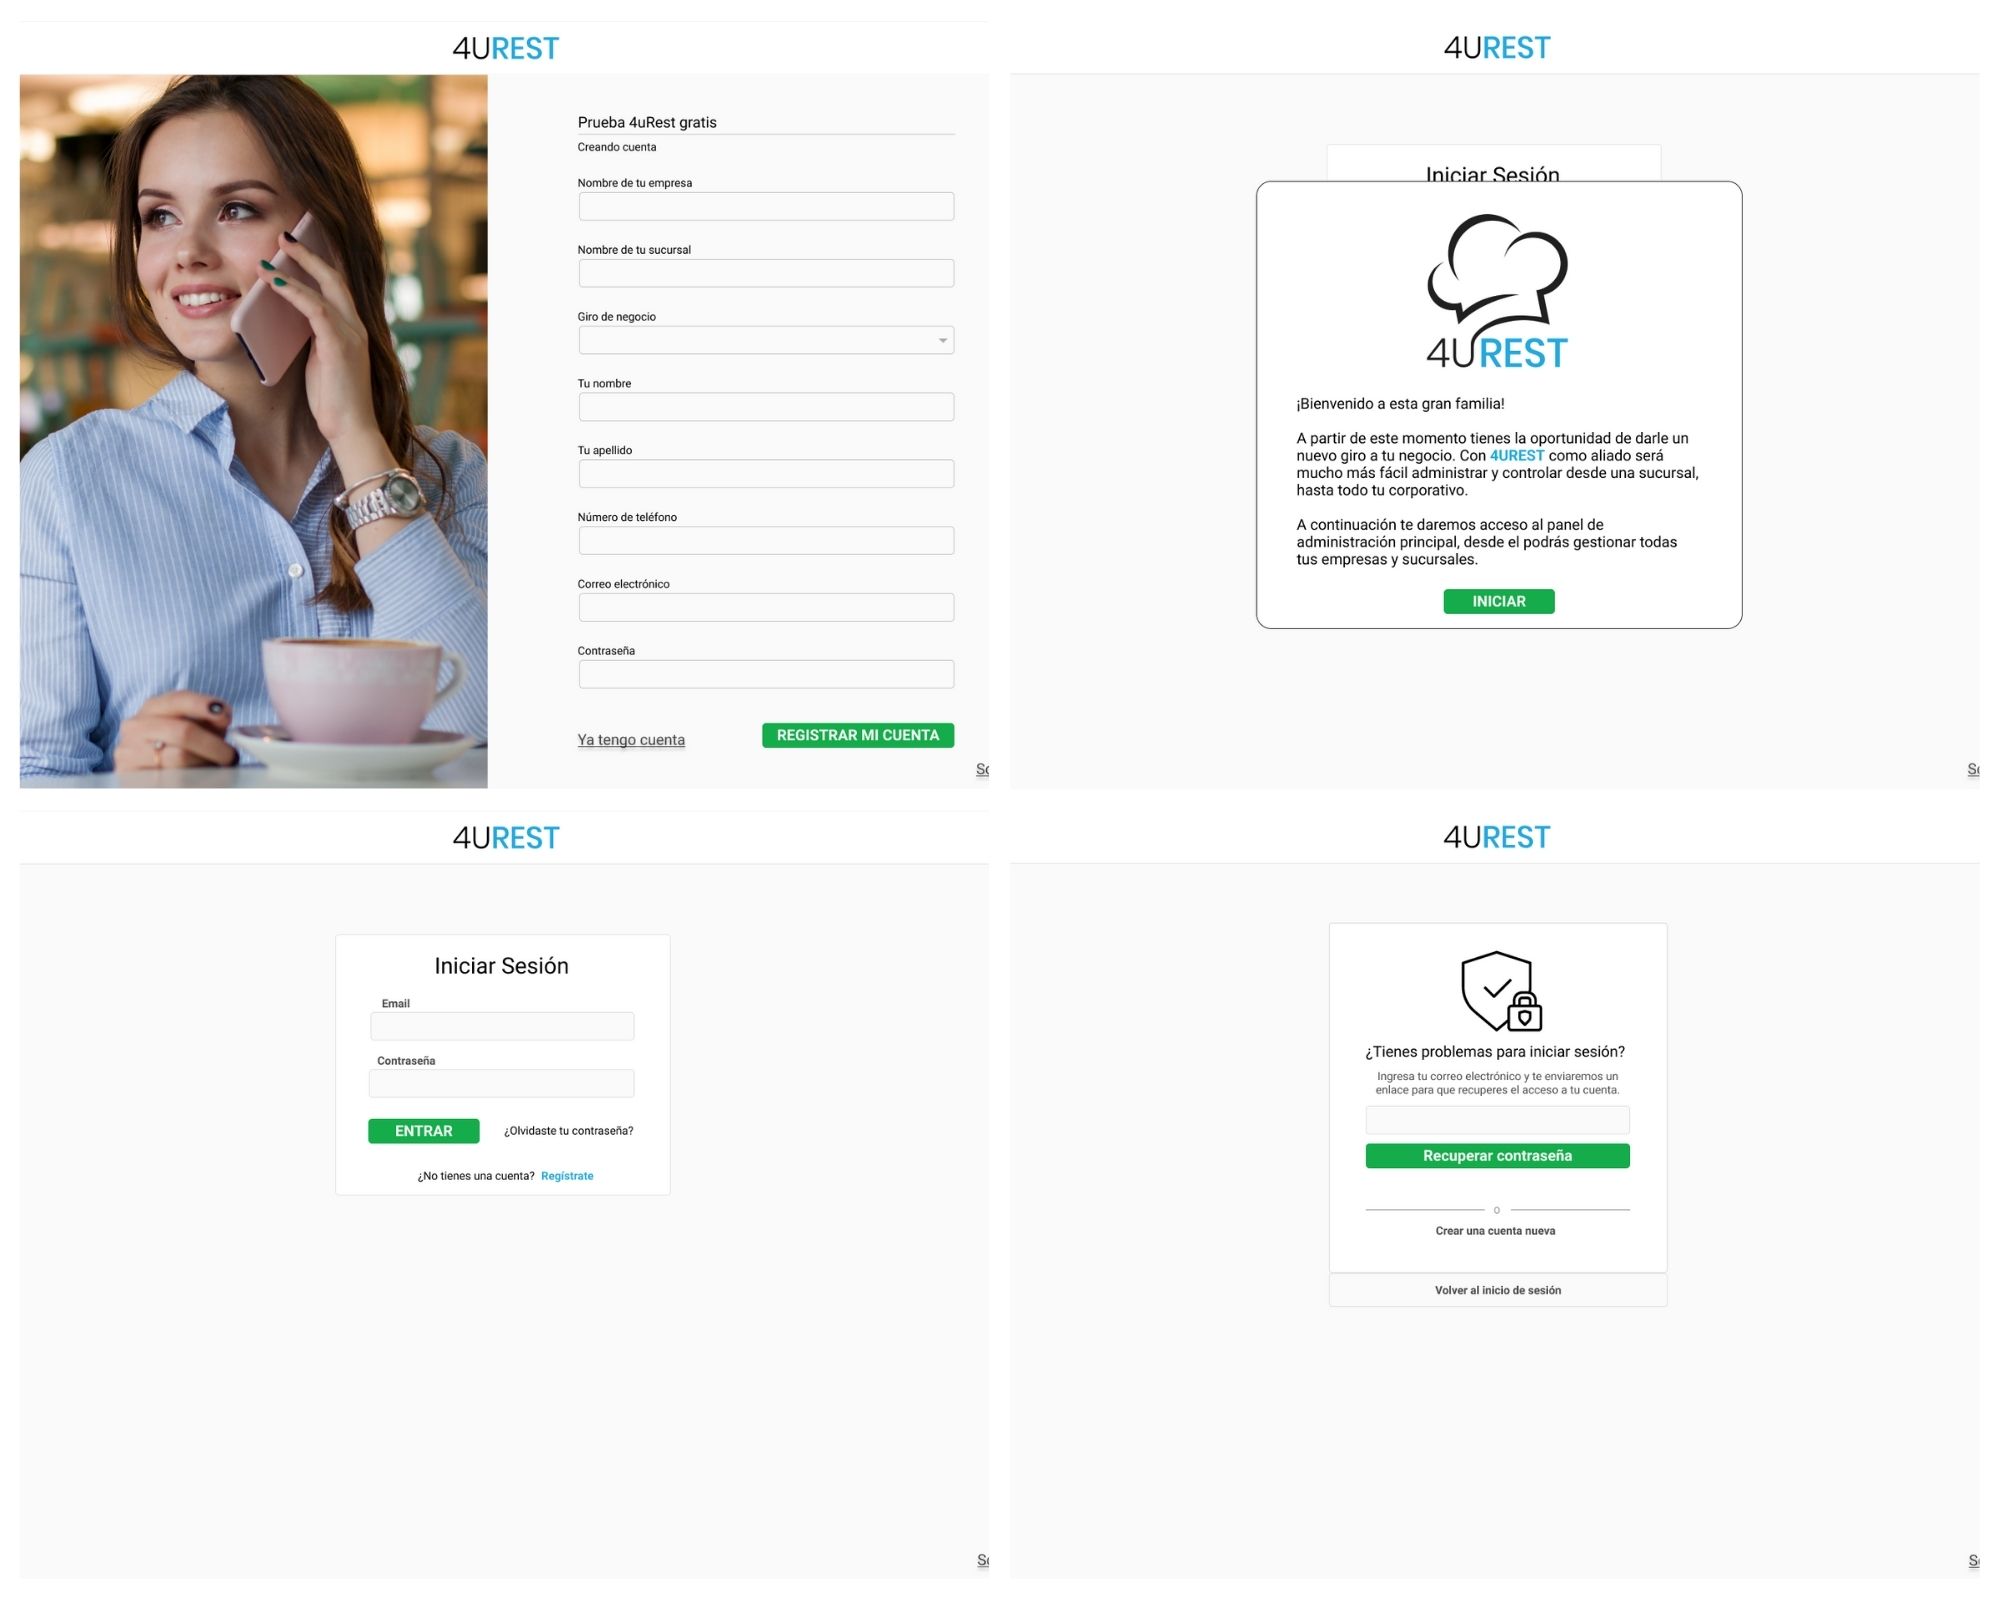 4UREST
Prueba 4uRest gratis
Creando cuenta
Nombre de tu empresa
Nombre de tu sucursal
Giro de negocio
Tu nombre
Tu apellido
Número de teléfono
Correo electrónico
Contraseña
Ya tengo cuenta
REGISTRAR MI CUENTA
4UREST
Iniciar Sesión
4UREST
¡Bienvenido a esta gran familia!
A partir de este momento tienes la oportunidad de darle un
nuevo giro a tu negocio. Con 4UREST como aliado será
mucho más fácil administrar y controlar desde una sucursal,
hasta todo tu corporativo.
A continuación te daremos acceso al panel de
administración principal, desde el podrás gestionar todas
tus empresas y sucursales.
INICIAR
4UREST
Iniciar Sesión
Email
Contraseña
ENTRAR
¿Olvidaste tu contraseña?
¿No tienes una cuenta? Regístrate
4UREST
¿Tienes problemas para iniciar sesión?
Ingresa tu correo electrónico y te enviaremos un
enlace para que recuperes el acceso a tu cuenta.
Recuperar contraseña
o
Crear una cuenta nueva
Volver al inicio de sesión